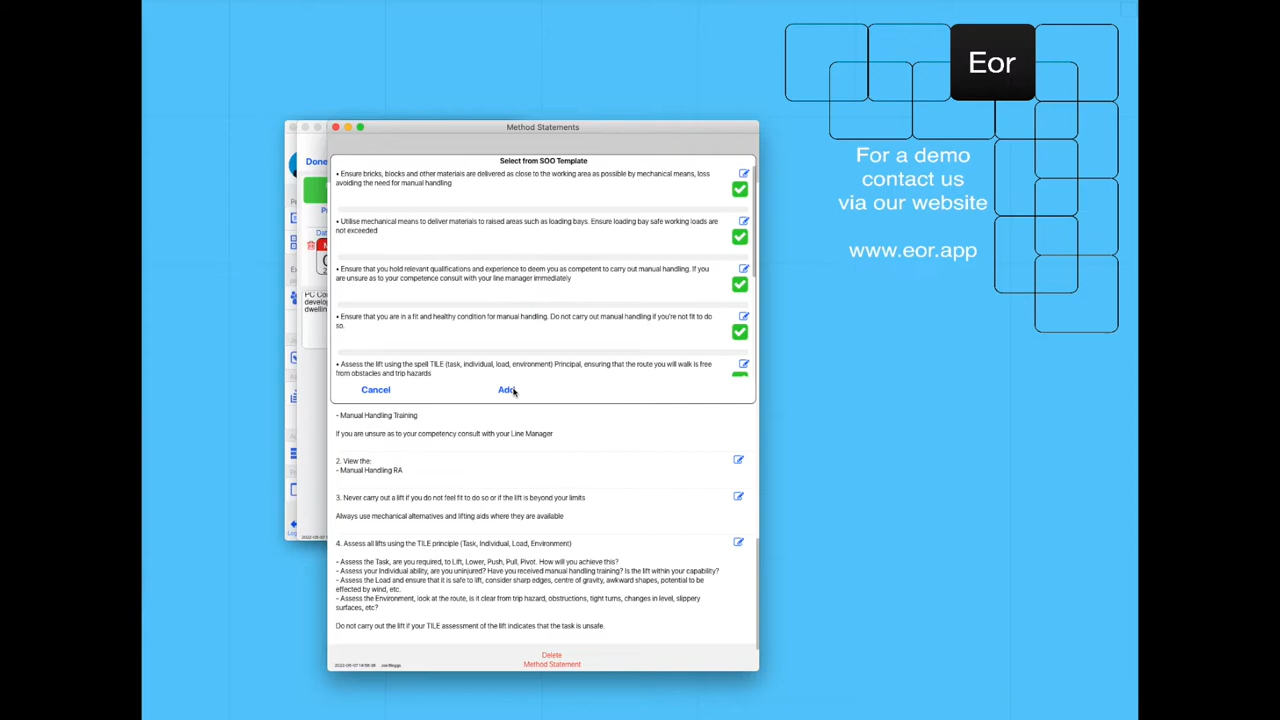 Eor
For a demo
contact us
via our website
www.eor.app
Method Statements
Done
Select from SOO Template
• Ensure bricks, blocks and other materials are delivered as close to the working area as possible by mechanical means, loss
avoiding the need for manual handling
• Utilise mechanical means to deliver materials to raised areas such as loading bays. Ensure loading bay safe working loads are
not exceeded
• Ensure that you hold relevant qualifications and experience to deem you as competent to carry out manual handling. If you
are unsure as to your competence consult with your line manager immediately
• Ensure that you are in a fit and healthy condition for manual handling. Do not carry out manual handling if you're not fit to do
so.
• Assess the lift using the spell TILE (task, individual, load, environment) Principal, ensuring that the route you will walk is free
from obstacles and trip hazards
Cancel
Add
- Manual Handling Training
If you are unsure as to your competency consult with your Line Manager
2. View the:
- Manual Handling RA
3. Never carry out a lift if you do not feel fit to do so or if the lift is beyond your limits
Always use mechanical alternatives and lifting aids where they are available
4. Assess all lifts using the TILE principle (Task, Individual, Load, Environment)
- Assess the Task, are you required, to Lift, Lower, Push, Pull, Pivot. How will you achieve this?
- Assess your Individual ability, are you uninjured? Have you received manual handling training? Is the lift within your capability?
- Assess the Load and ensure that it is safe to lift, consider sharp edges, centre of gravity, awkward shapes, potential to be
effected by wind, etc.
- Assess the Environment, look at the route, is it clear from trip hazard, obstructions, tight turns, changes in level, slippery
surfaces, etc?
Do not carry out the lift if your TILE assessment of the lift indicates that the task is unsafe.
Delete
Method Statement